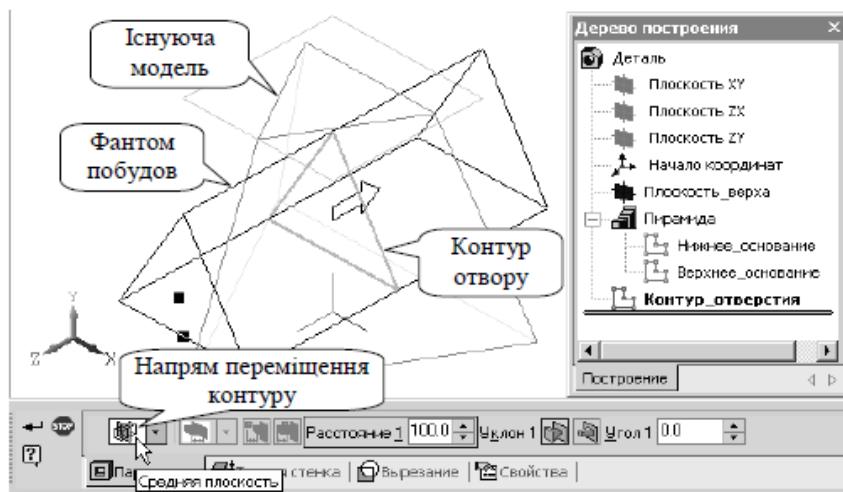 Існуюча
модель
Фантом
побудов
Контур
отвору
Y
Z
X
Напрям переміщення
контуру
Дерево построения
Деталь
Плоскость XY
Плоскость ZX
Плоскость ZY
Начало координат
Плоскость_верха
Пирамида
Нижнее_основание
Верхнее_основание
Контур_отверстия
Построение
STOP
Расстояние 1 100.0 Уклон 1 Угол 1 0.0
стенка Вырезание Свойства
Средняя плоскость